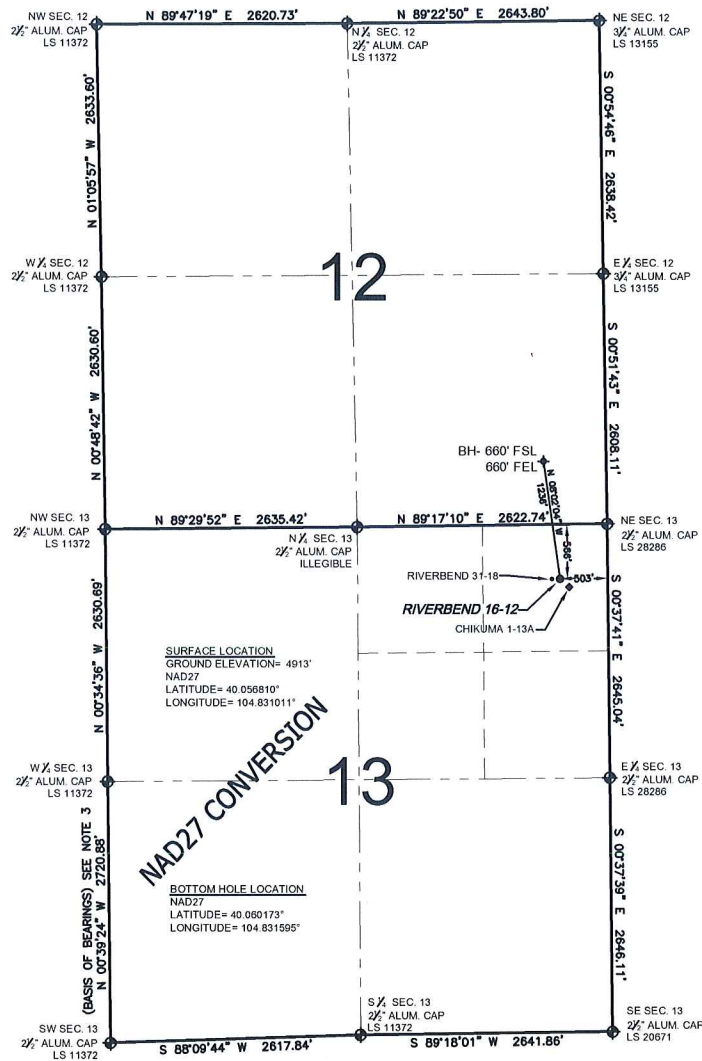 NW SEC. 12
2½" ALUM. CAP
LS 11372
N 89°47'19" E 2620.73'
N ¼ SEC. 12
2½" ALUM. CAP
LS 11372
N 89°22'50" E 2643.80'
NE SEC. 12
3¼" ALUM. CAP
LS 13155
N 01°05'57" W 2633.60'
S 00°54'46" E 2638.42'
W ¼ SEC. 12
2½" ALUM. CAP
LS 11372
12
E ¼ SEC. 12
3¼" ALUM. CAP
LS 13155
N 00°48'42" W 2630.60'
S 00°51'43" E 2608.11'
BH- 660' FSL
660' FEL
N 08°02'04" W
1236'
NW SEC. 13
2½" ALUM. CAP
LS 11372
N 89°29'52" E 2635.42'
N ¼ SEC. 13
2½" ALUM. CAP
ILLEGIBLE
N 89°17'10" E 2622.74'
NE SEC. 13
2½" ALUM. CAP
LS 28286
566'
503'
RIVERBEND 31-18
RIVERBEND 16-12
CHIKUMA 1-13A
N 00°34'36" W 2630.69'
S 00°37'41" E 2645.04'
SURFACE LOCATION
GROUND ELEVATION= 4913'
NAD27
LATITUDE= 40.056810°
LONGITUDE= 104.831011°
NAD27 CONVERSION
W ¼ SEC. 13
2½" ALUM. CAP
LS 11372
13
E ¼ SEC. 13
2½" ALUM. CAP
LS 28286
(BASIS OF BEARINGS) SEE NOTE 3
N 00°39'24" W 2720.88'
S 00°37'39" E 2646.11'
BOTTOM HOLE LOCATION
NAD27
LATITUDE= 40.060173°
LONGITUDE= 104.831595°
SW SEC. 13
2½" ALUM. CAP
LS 11372
S 88°09'44" W 2617.84'
S ¼ SEC. 13
2½" ALUM. CAP
LS 11372
S 89°18'01" W 2641.86'
SE SEC. 13
2½" ALUM. CAP
LS 20671